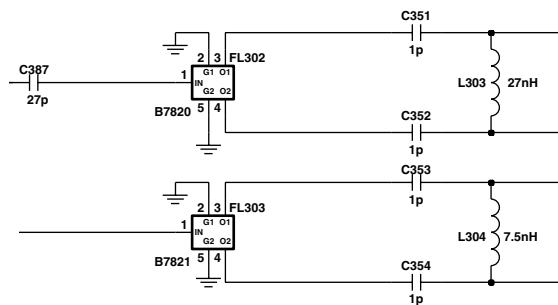 C351
1p
C387
27p
2 3 FL302
1
G1 O1
IN
G2 O2
5 4
B7820
L303 27nH
C352
1p
C353
1p
2 3 FL303
1
G1 O1
IN
G2 O2
5 4
B7821
L304 7.5nH
C354
1p